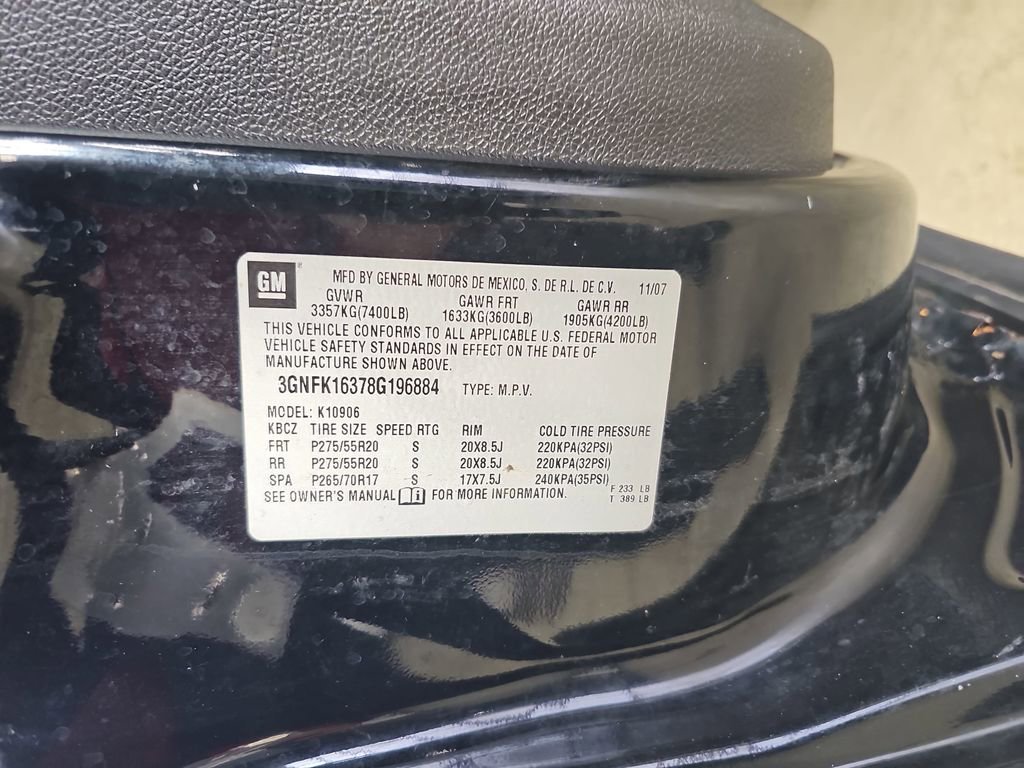 GM
MFD BY GENERAL MOTORS DE MEXICO, S. DE R.L. DE C.V. 11/07
GVWR GAWR FRT GAWR RR
3357KG(7400LB) 1633KG(3600LB) 1905KG(4200LB)
THIS VEHICLE CONFORMS TO ALL APPLICABLE U.S. FEDERAL MOTOR
VEHICLE SAFETY STANDARDS IN EFFECT ON THE DATE OF
MANUFACTURE SHOWN ABOVE.
3GNFK16378G196884 TYPE: M.P.V.
MODEL: K10906
KBCZ TIRE SIZE SPEED RTG RIM COLD TIRE PRESSURE
FRT P275/55R20 S 20X8.5J 220KPA(32PSI)
RR P275/55R20 S 20X8.5J 220KPA(32PSI)
SPA P265/70R17 S 17X7.5J 240KPA(35PSI)
SEE OWNER'S MANUAL FOR MORE INFORMATION.
F 233 LB
T 389 LB